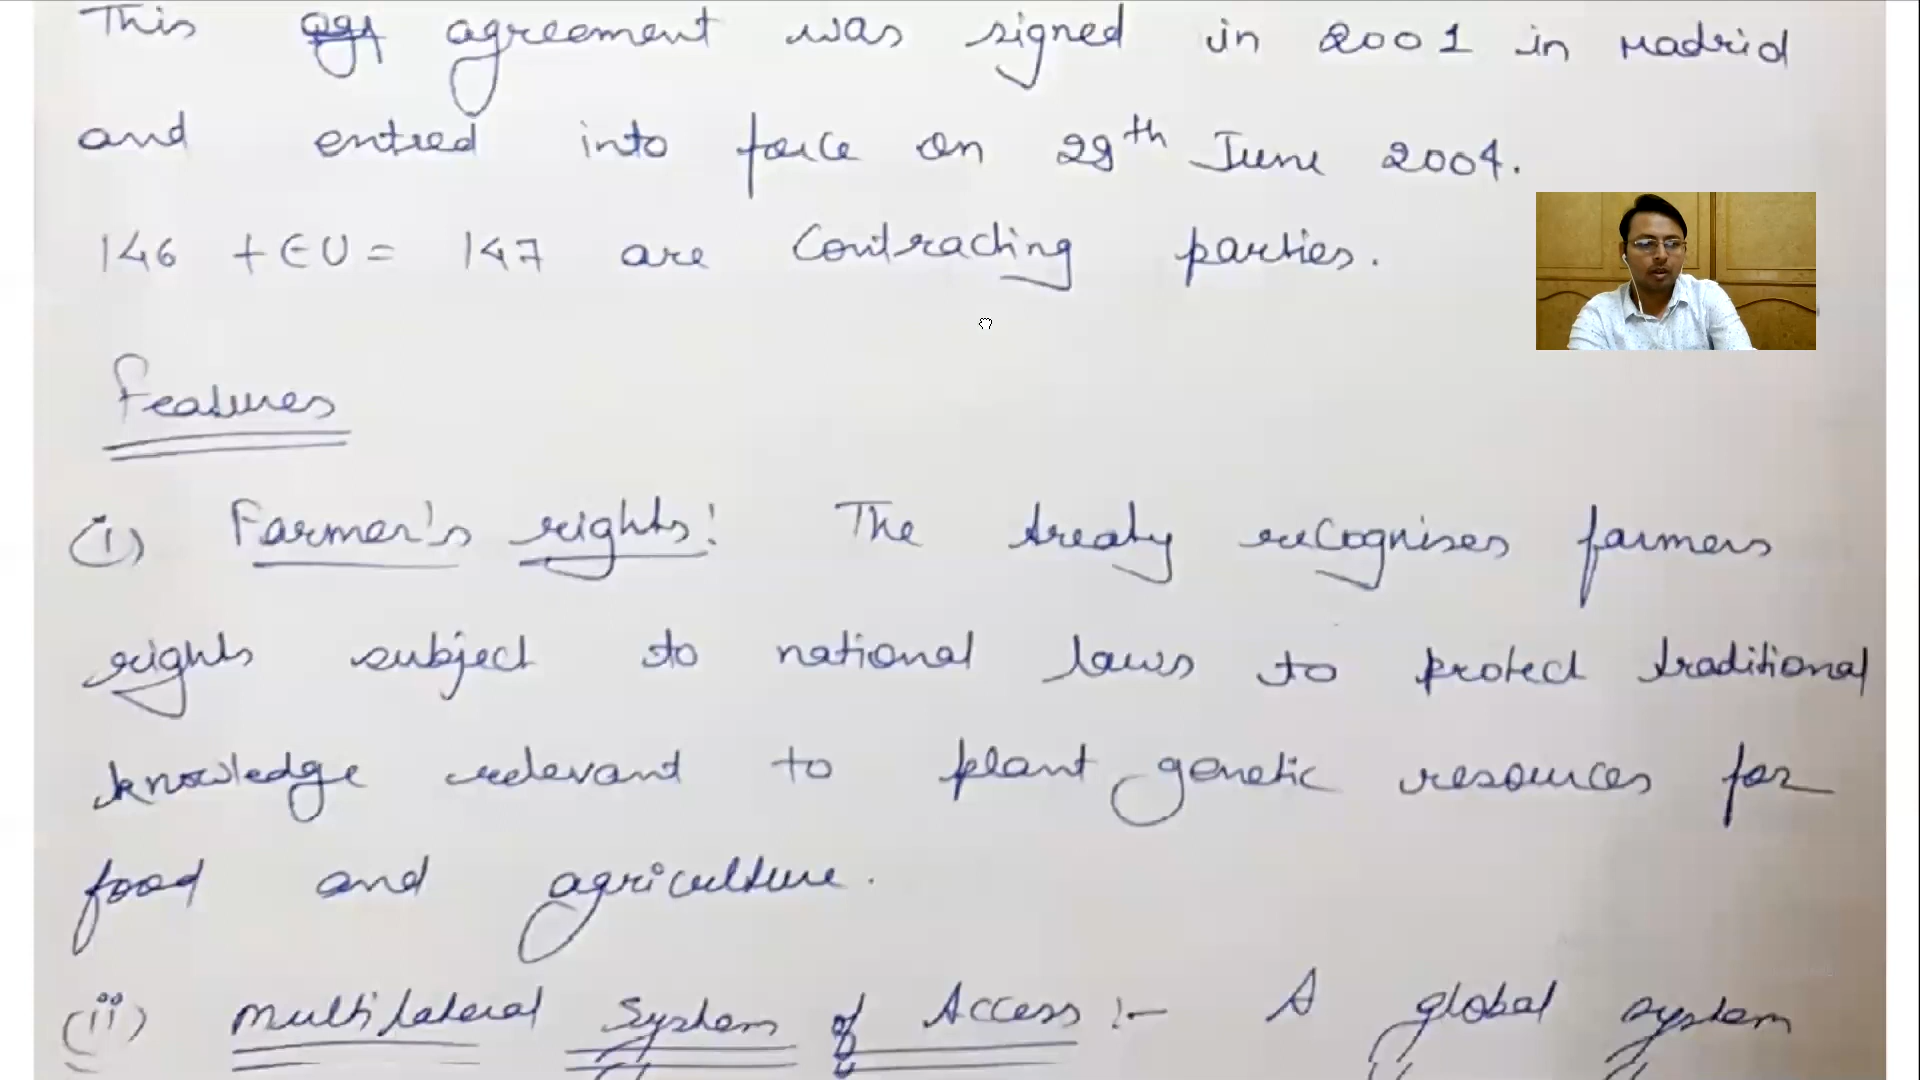 This agreement was signed in 2001 in Madrid
and entred into force on 29th June 2004.
146 + EU = 147 are Contracting parties.
Features
(i) Farmer's rights: The treaty recognises farmers
rights subject to national laws to protect traditional
knowledge relevant to plant genetic resources for
food and agriculture.
(ii) Multilateral System of Access :- A global system